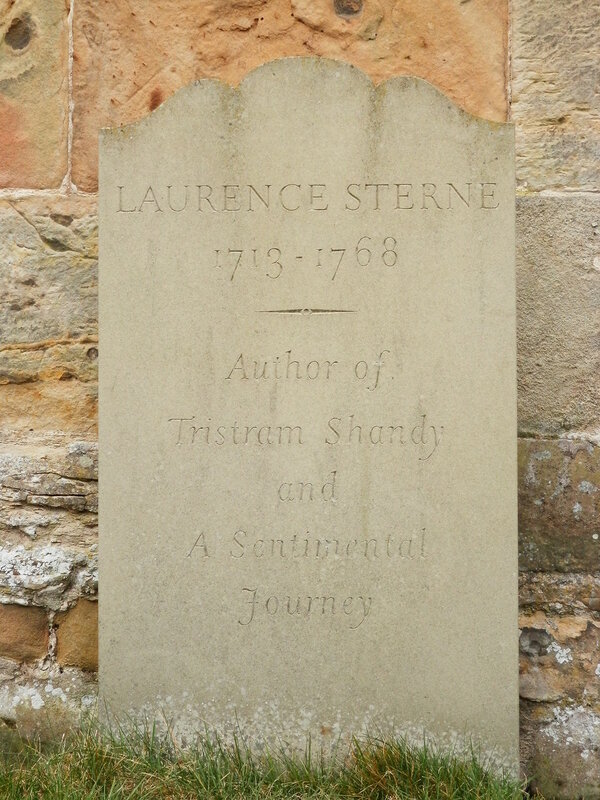 LAURENCE STERNE
1713-1768
Author of
Tristram Shandy
and
A Sentimental
Journey